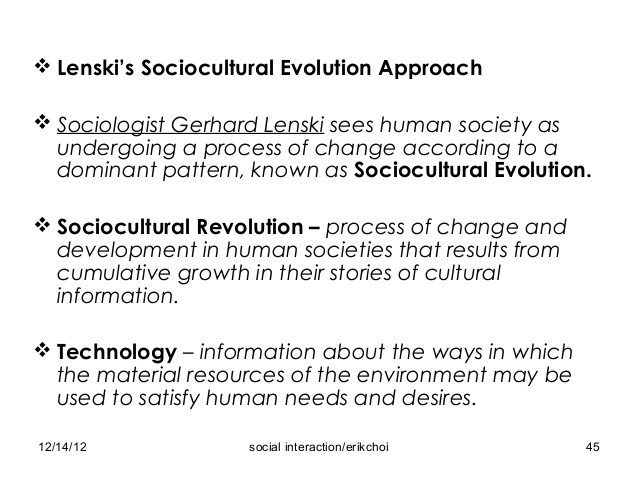 ❖ Lenski’s Sociocultural Evolution Approach
❖ Sociologist Gerhard Lenski sees human society as
undergoing a process of change according to a
dominant pattern, known as Sociocultural Evolution.
❖ Sociocultural Revolution – process of change and
development in human societies that results from
cumulative growth in their stories of cultural
information.
❖ Technology – information about the ways in which
the material resources of the environment may be
used to satisfy human needs and desires.
12/14/12 social interaction/erikchoi 45